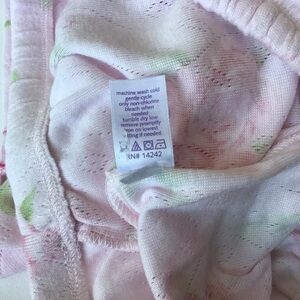 machine wash cold
gentle cycle
only non-chlorine
bleach when
needed
tumble dry low
remove promptly
iron on lowest
setting if needed
RN# 14242